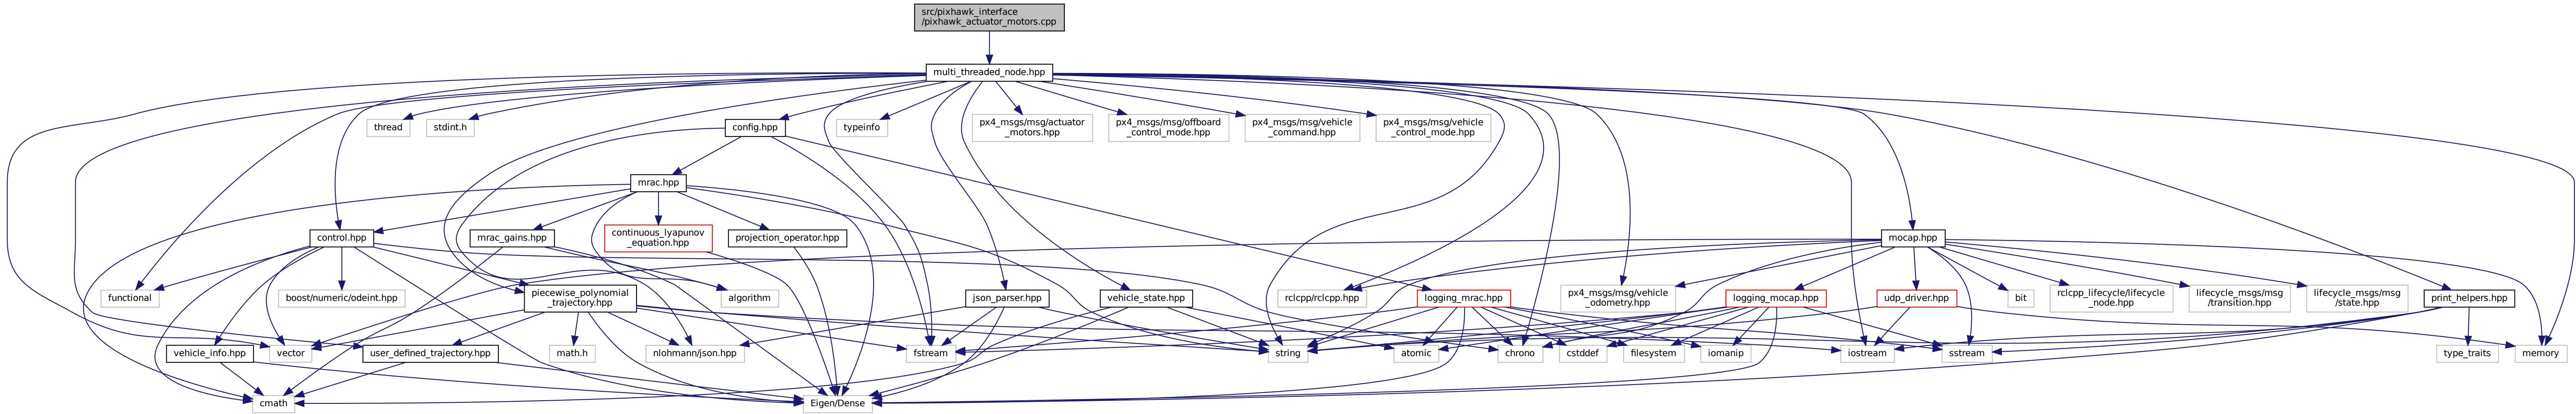 src/pixhawk_interface
/pixhawk_actuator_motors.cpp
multi_threaded_node.hpp
thread
stdint.h
config.hpp
typeinfo
px4_msgs/msg/actuator
_motors.hpp
px4_msgs/msg/offboard
_control_mode.hpp
px4_msgs/msg/vehicle
_command.hpp
px4_msgs/msg/vehicle
_control_mode.hpp
mrac.hpp
control.hpp
mrac_gains.hpp
continuous_lyapunov
_equation.hpp
projection_operator.hpp
mocap.hpp
functional
boost/numeric/odeint.hpp
piecewise_polynomial
_trajectory.hpp
algorithm
json_parser.hpp
vehicle_state.hpp
rclcpp/rclcpp.hpp
logging_mrac.hpp
px4_msgs/msg/vehicle
_odometry.hpp
logging_mocap.hpp
udp_driver.hpp
bit
rclcpp_lifecycle/lifecycle
_node.hpp
lifecycle_msgs/msg
/transition.hpp
lifecycle_msgs/msg
/state.hpp
print_helpers.hpp
vehicle_info.hpp
vector
user_defined_trajectory.hpp
math.h
nlohmann/json.hpp
fstream
string
atomic
chrono
cstddef
filesystem
iomanip
iostream
sstream
type_traits
memory
cmath
Eigen/Dense